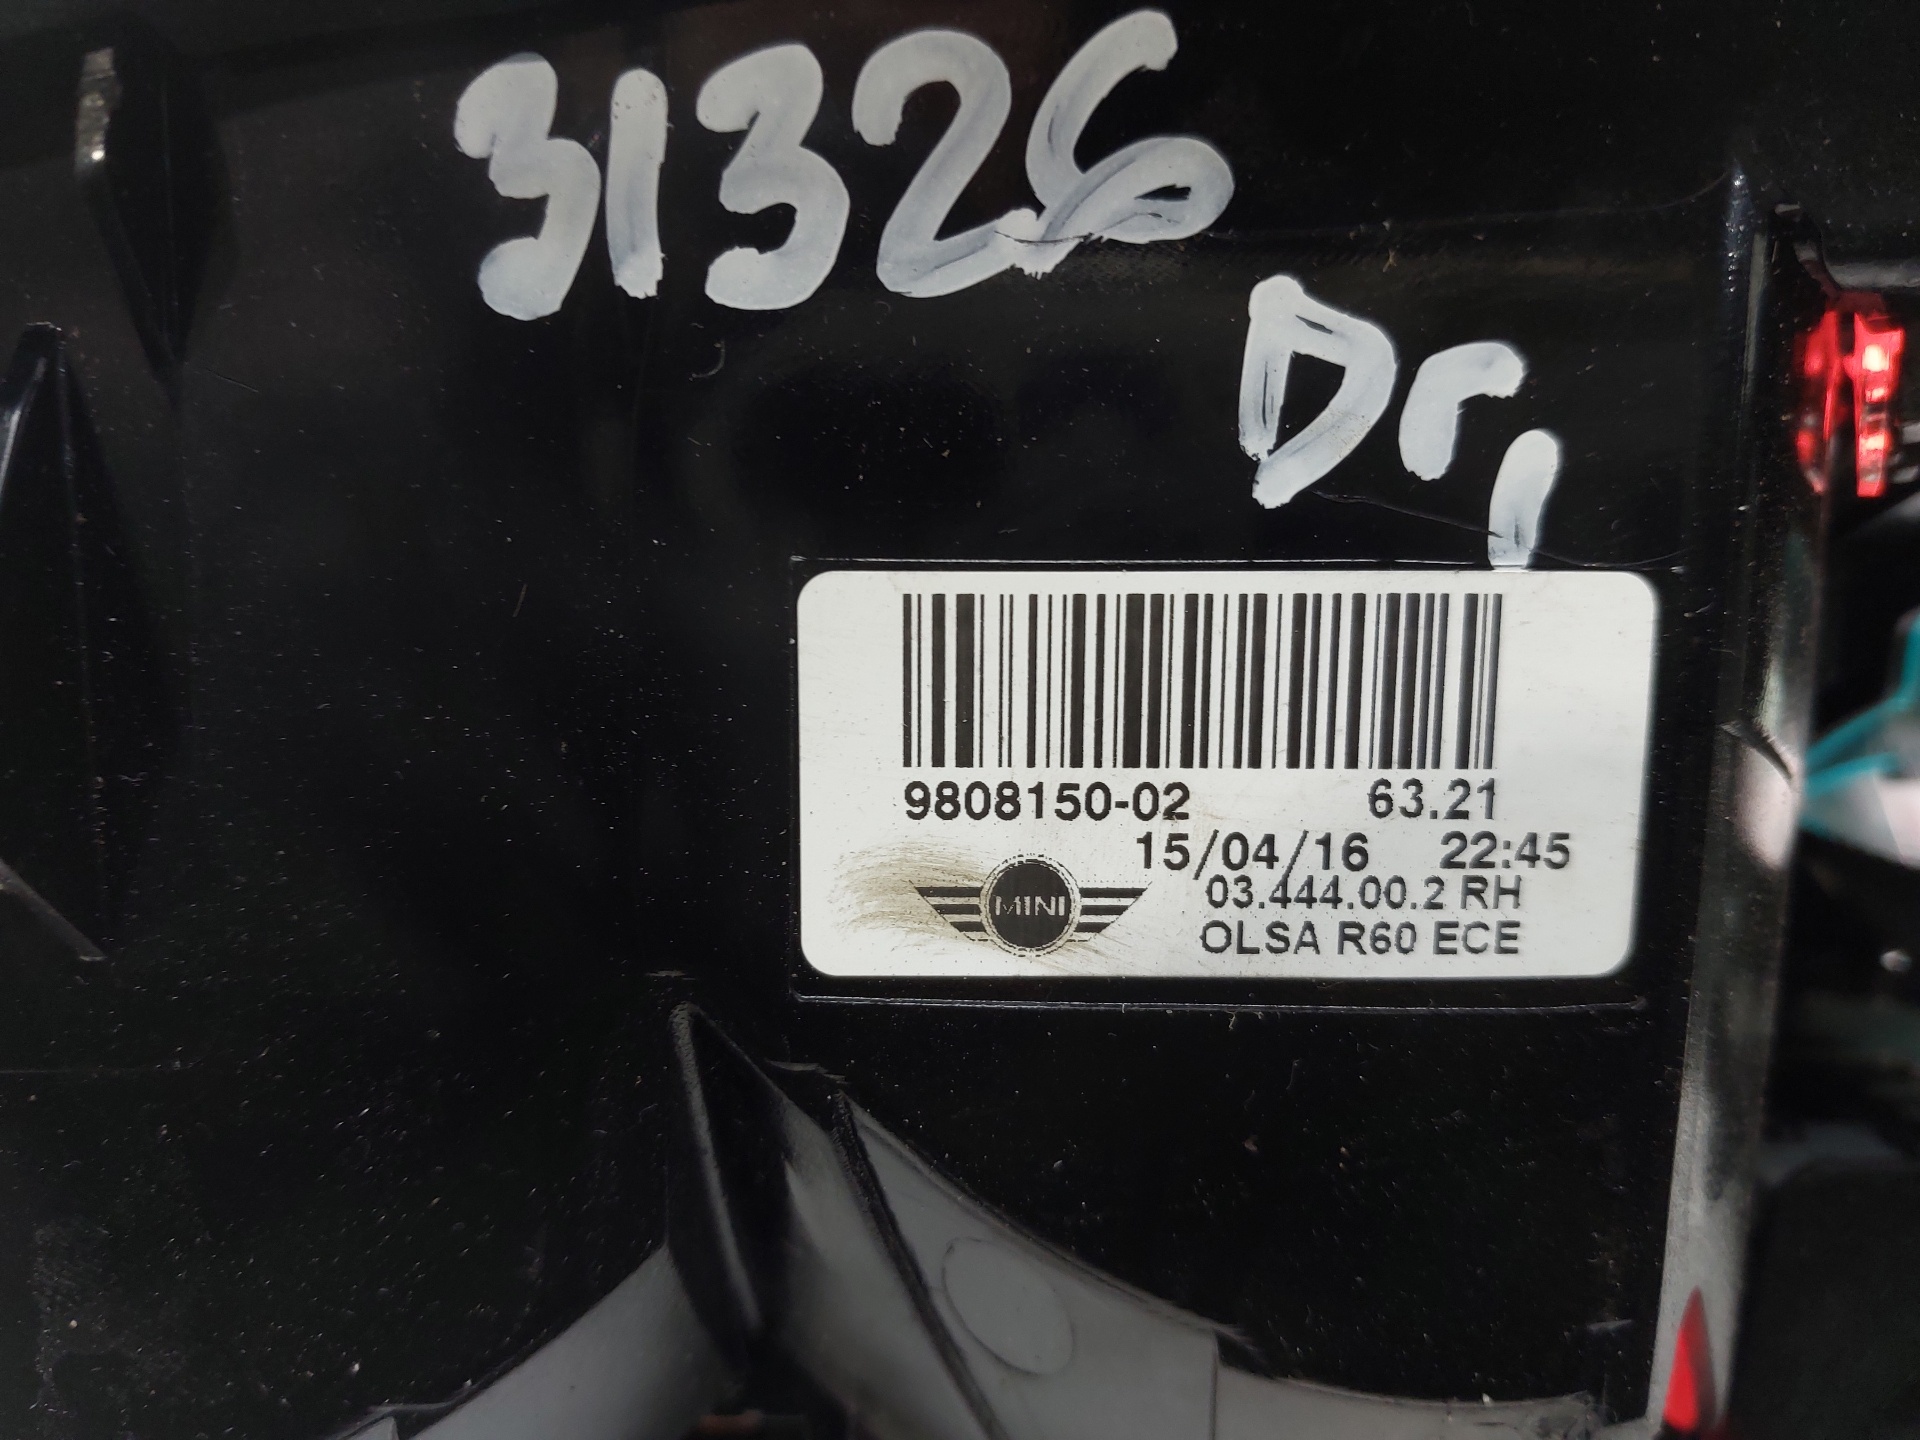 31326
Dr,
9808150-02 63.21
15/04/16 22:45
03.444.00.2 RH
MINI
OLSA R60 ECE